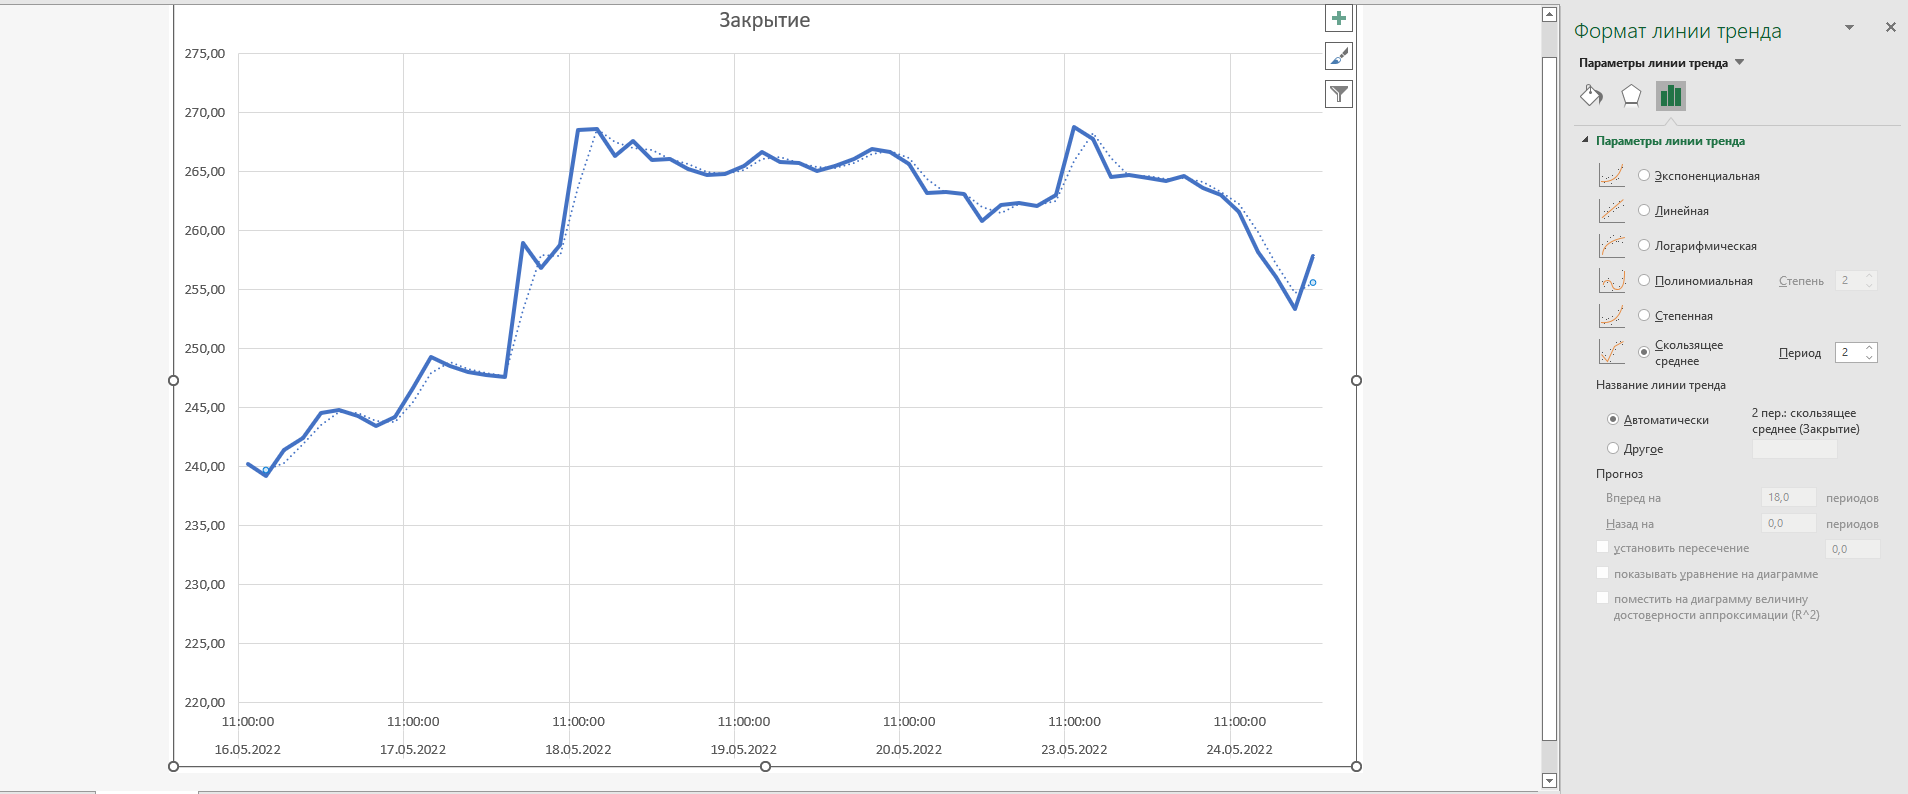 Закрытие
275,00
270,00
265,00
260,00
255,00
250,00
245,00
240,00
235,00
230,00
225,00
220,00
11:00:00 11:00:00 11:00:00 11:00:00 11:00:00 11:00:00 11:00:00
16.05.2022 17.05.2022 18.05.2022 19.05.2022 20.05.2022 23.05.2022 24.05.2022
Формат линии тренда
Параметры линии тренда
Параметры линии тренда
Экспоненциальная
Линейная
Логарифмическая
Полиномиальная Степень 2
Степенная
Скользящее
среднее Период 2
Название линии тренда
Автоматически 2 пер.: скользящее
среднее (Закрытие)
Другое
Прогноз
Вперед на 18,0 периодов
Назад на 0,0 периодов
установить пересечение 0,0
показывать уравнение на диаграмме
поместить на диаграмму величину
достоверности аппроксимации (R^2)